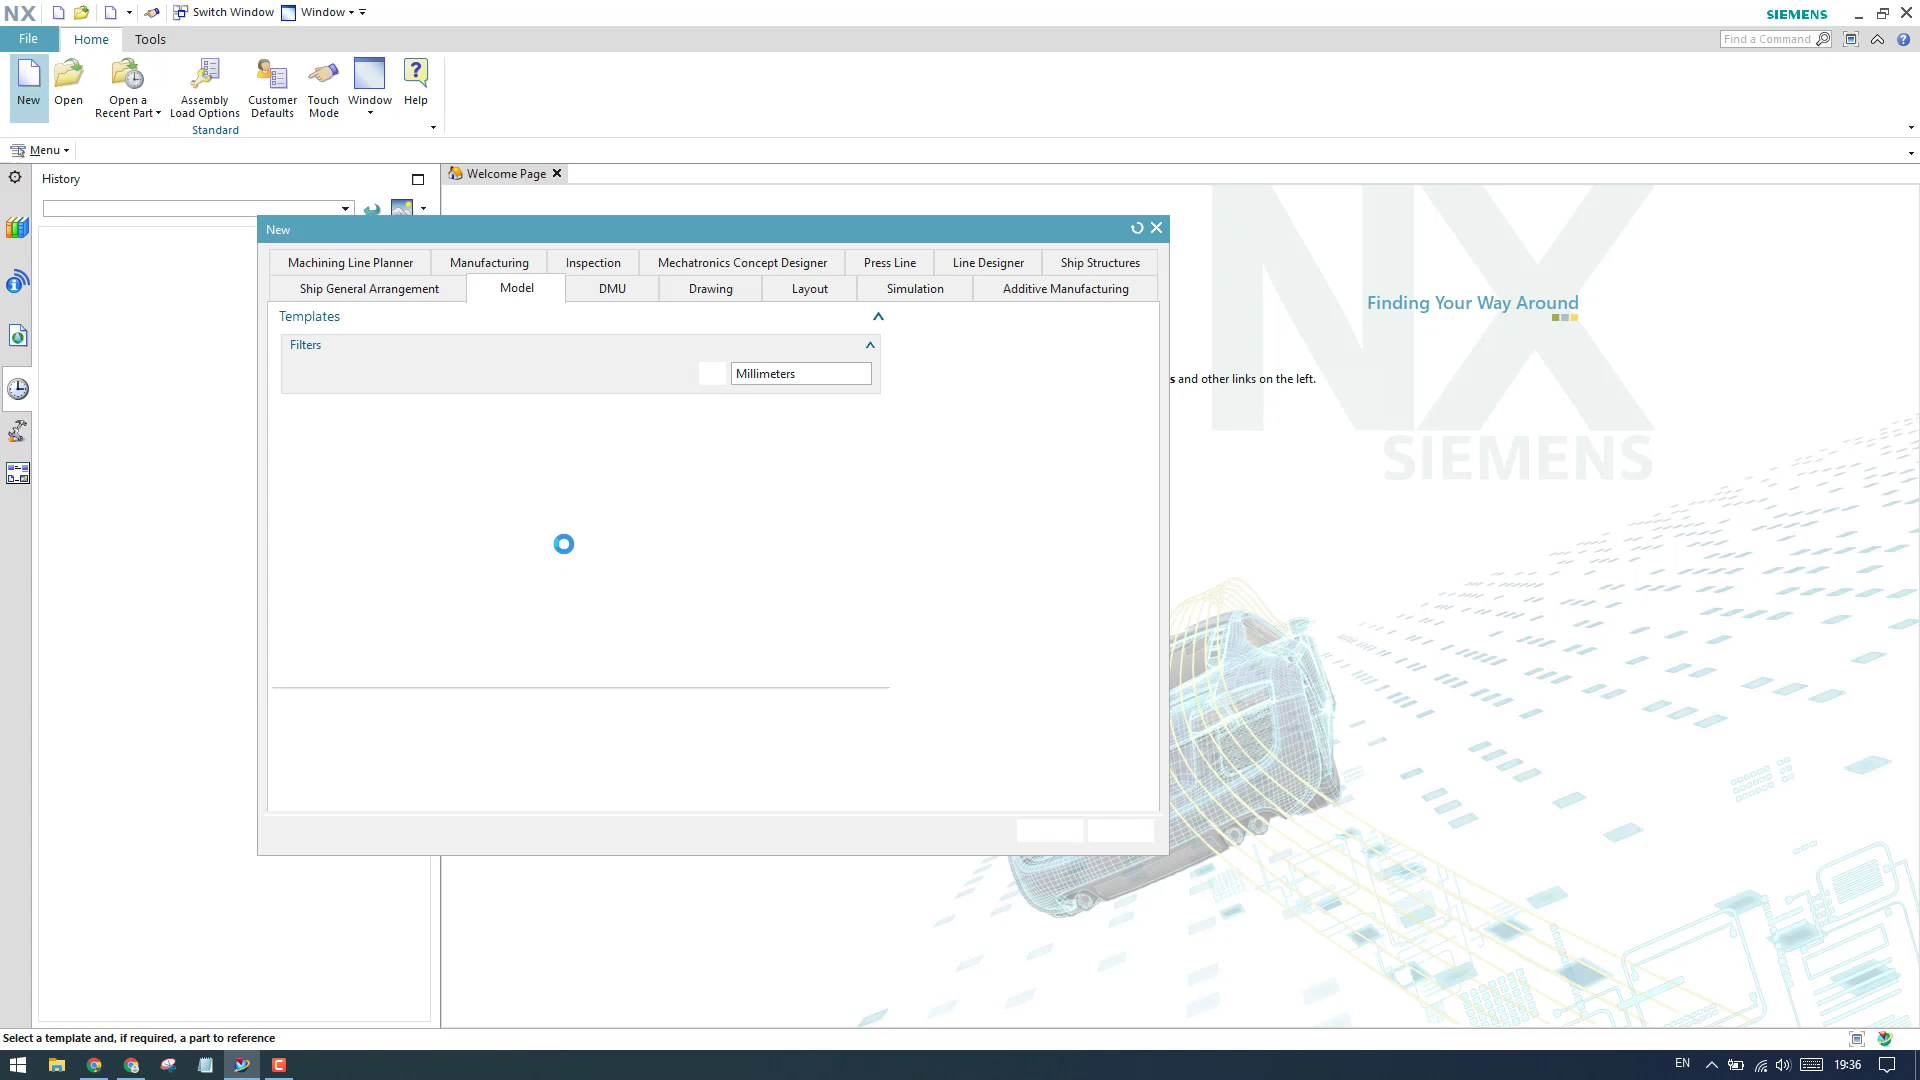 NX
Switch Window
Window
SIEMENS
File
Home
Tools
Find a Command
New
Open
Open a
Recent Part
Assembly
Load Options
Customer
Defaults
Touch
Mode
Window
Help
Standard
Menu
History
Welcome Page
New
Machining Line Planner
Manufacturing
Inspection
Mechatronics Concept Designer
Press Line
Line Designer
Ship Structures
Ship General Arrangement
Model
DMU
Drawing
Layout
Simulation
Additive Manufacturing
Templates
Filters
Millimeters
NX
SIEMENS
Finding Your Way Around
s and other links on the left.
Select a template and, if required, a part to reference
EN
19:36